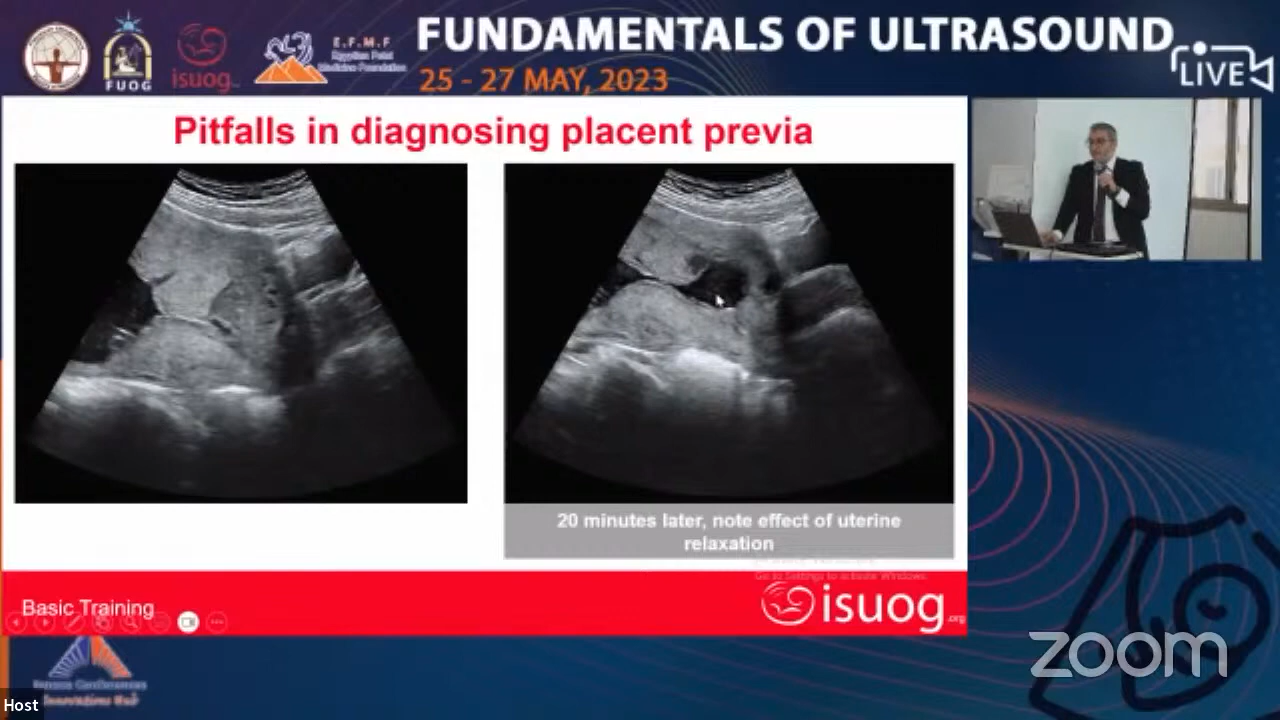 FUNDAMENTALS OF ULTRASOUND
25 - 27 MAY, 2023
LIVE
FUOG
isuog
E.F.M.F
Egyptian Fetal
Medicine Foundation
Pitfalls in diagnosing placent previa
20 minutes later, note effect of uterine
relaxation
Go to Settings to activate Windows.
Basic Training
isuog.org
zoom
Host